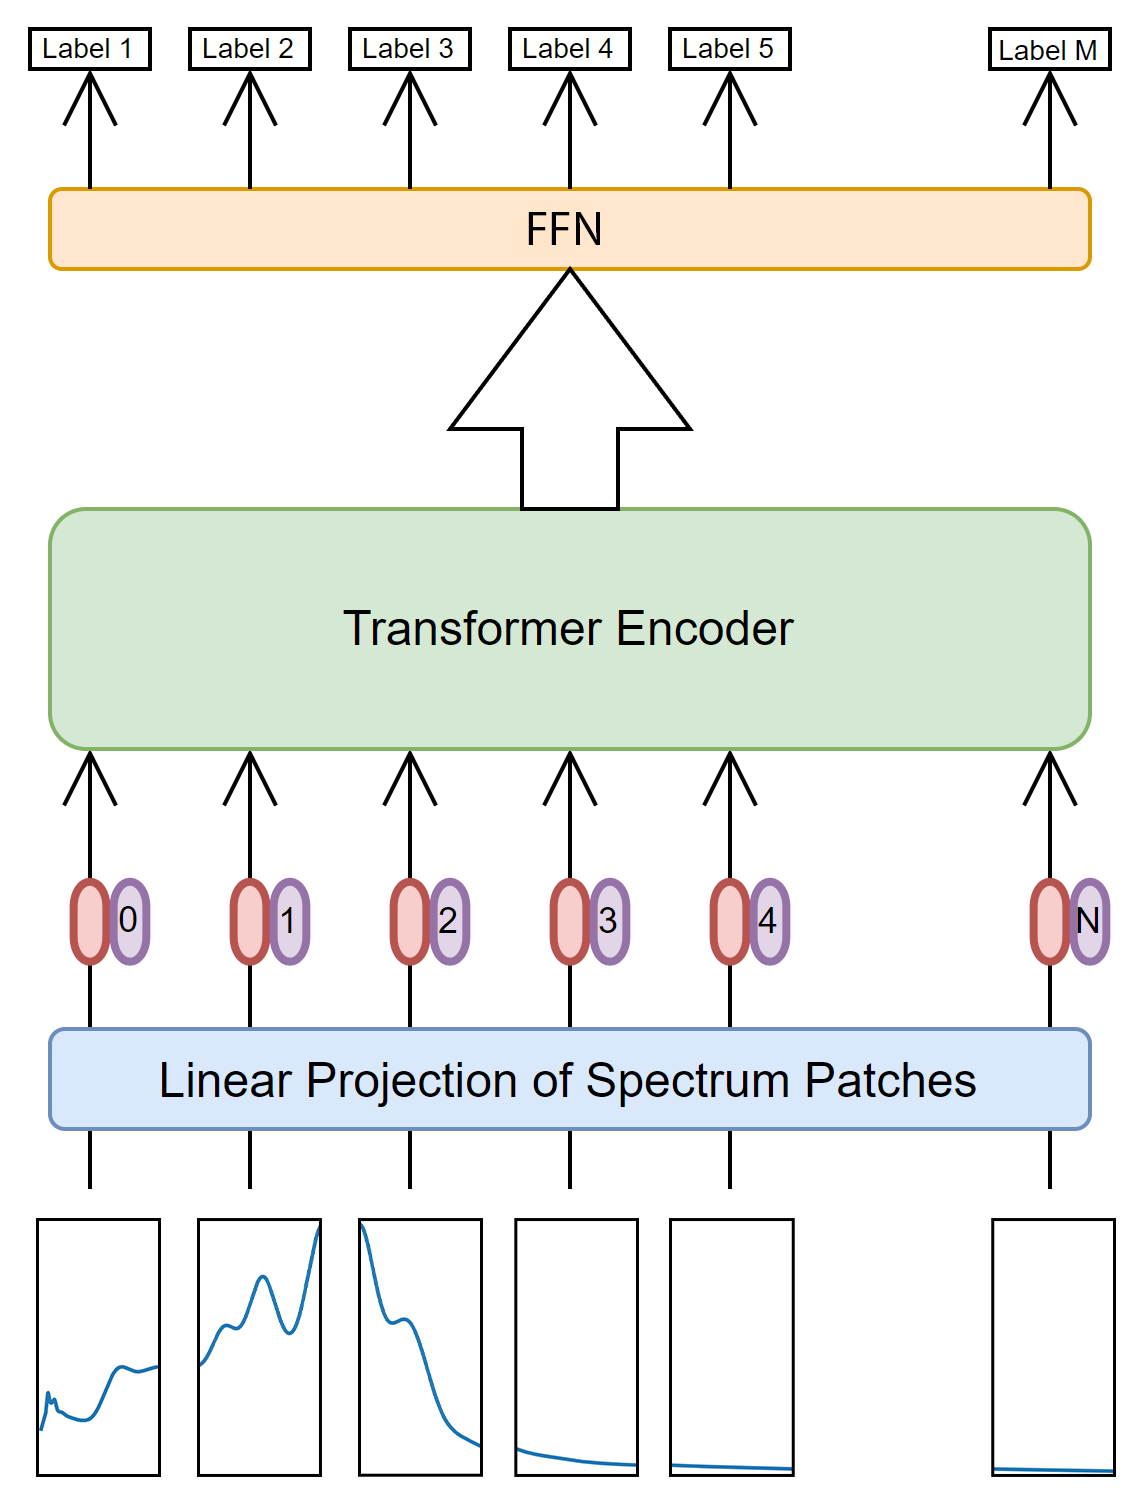 Label 1 Label 2 Label 3 Label 4 Label 5 Label M
FFN
Transformer Encoder
0 1 2 3 4 N
Linear Projection of Spectrum Patches